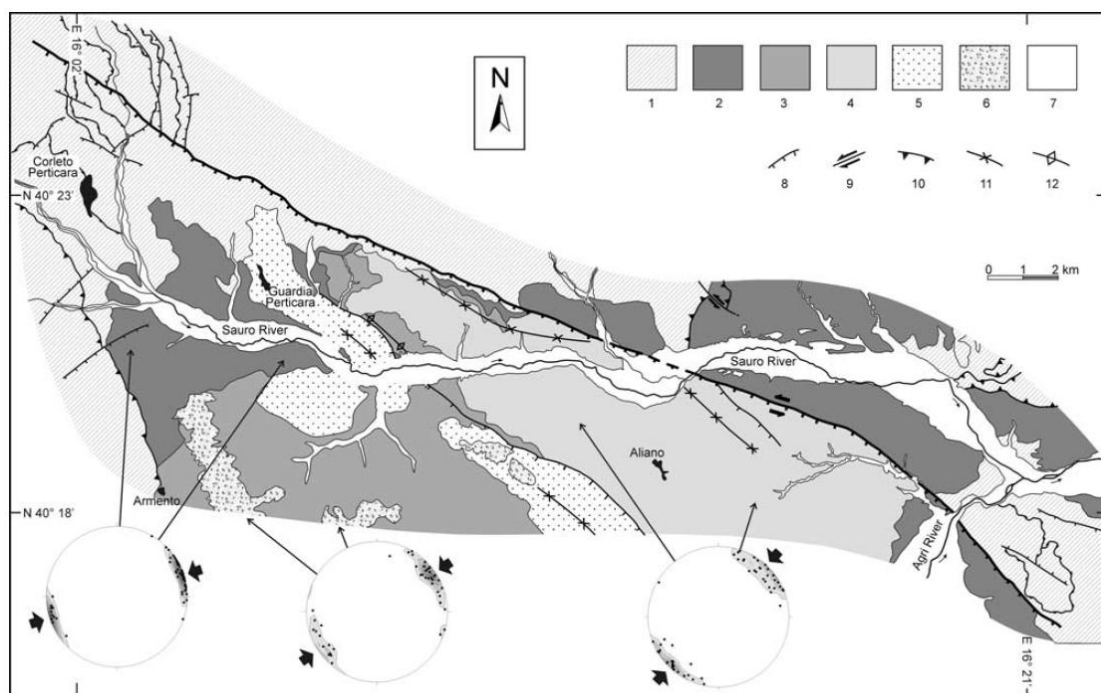 E 16° 02'
N
1 2 3 4 5 6 7
8 9 10 11 12
Corleto
Perticara
N 40° 23'
0 1 2 km
Guardia
Perticara
Sauro River
Sauro River
Aliano
Armento
N 40° 18'
Agri River
E 16° 21'